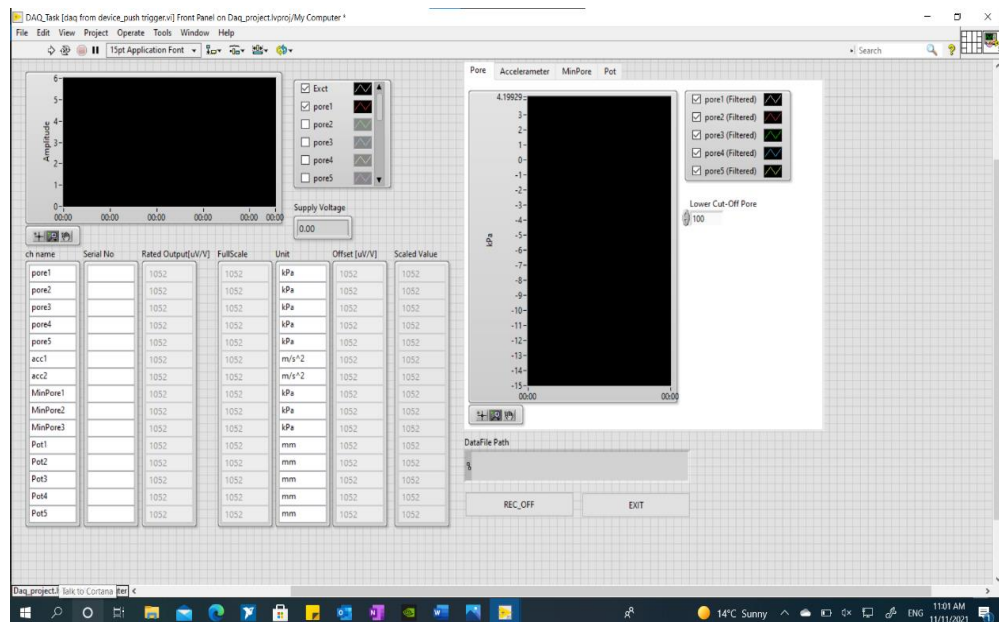 DAQ_Task [daq from device_push trigger.vi] Front Panel on Daq_project.lvproj/My Computer *
File Edit View Project Operate Tools Window Help
15pt Application Font
Search
Amplitude
6
5
4
3
2
1
0
00:00 00:00 00:00 00:00 00:00 00:00
Exct
pore1
pore2
pore3
pore4
pore5
Supply Voltage
0.00
ch name Serial No Rated Output[uV/V] FullScale Unit Offset [uV/V] Scaled Value
pore1 1052 1052 kPa 1052 1052
pore2 1052 1052 kPa 1052 1052
pore3 1052 1052 kPa 1052 1052
pore4 1052 1052 kPa 1052 1052
pore5 1052 1052 kPa 1052 1052
acc1 1052 1052 m/s^2 1052 1052
acc2 1052 1052 m/s^2 1052 1052
MinPore1 1052 1052 kPa 1052 1052
MinPore2 1052 1052 kPa 1052 1052
MinPore3 1052 1052 kPa 1052 1052
Pot1 1052 1052 mm 1052 1052
Pot2 1052 1052 mm 1052 1052
Pot3 1052 1052 mm 1052 1052
Pot4 1052 1052 mm 1052 1052
Pot5 1052 1052 mm 1052 1052
Pore Accelerameter MinPore Pot
kPa
4.19929
3
2
1
0
-1
-2
-3
-4
-5
-6
-7
-8
-9
-10
-11
-12
-13
-14
-15
00:00 00:00
pore1 (Filtered)
pore2 (Filtered)
pore3 (Filtered)
pore4 (Filtered)
pore5 (Filtered)
Lower Cut-Off Pore
100
DataFile Path
REC_OFF EXIT
Daq_project.l Talk to Cortana ter
14°C Sunny ENG 11:01 AM
11/11/2021